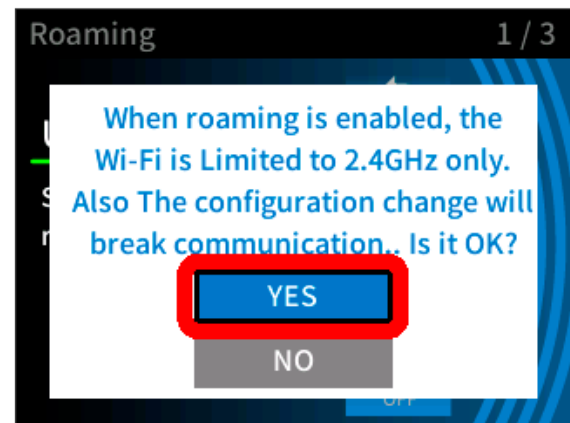 Roaming 1 / 3
When roaming is enabled, the
Wi-Fi is Limited to 2.4GHz only.
Also The configuration change will
break communication.. Is it OK?
YES
NO